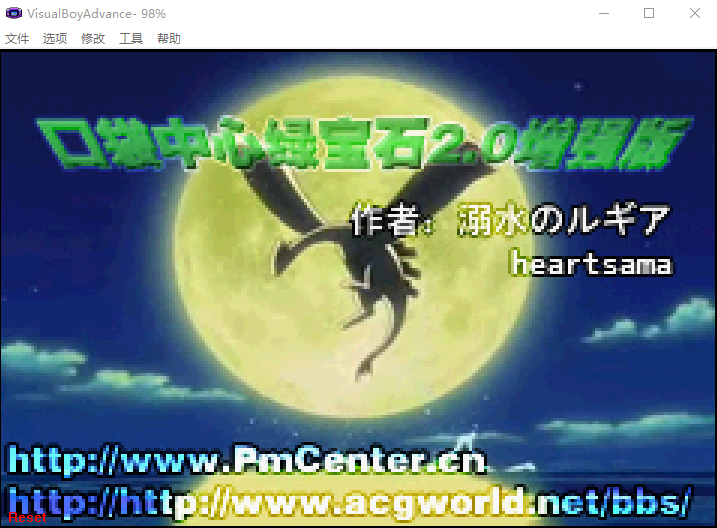 VisualBoyAdvance- 98%
文件 选项 修改 工具 帮助
口袋中心绿宝石2.0增强版
作者：溺水のルギア
heartsama
http://www.PmCenter.cn
http://http://www.acgworld.net/bbs/
Reset